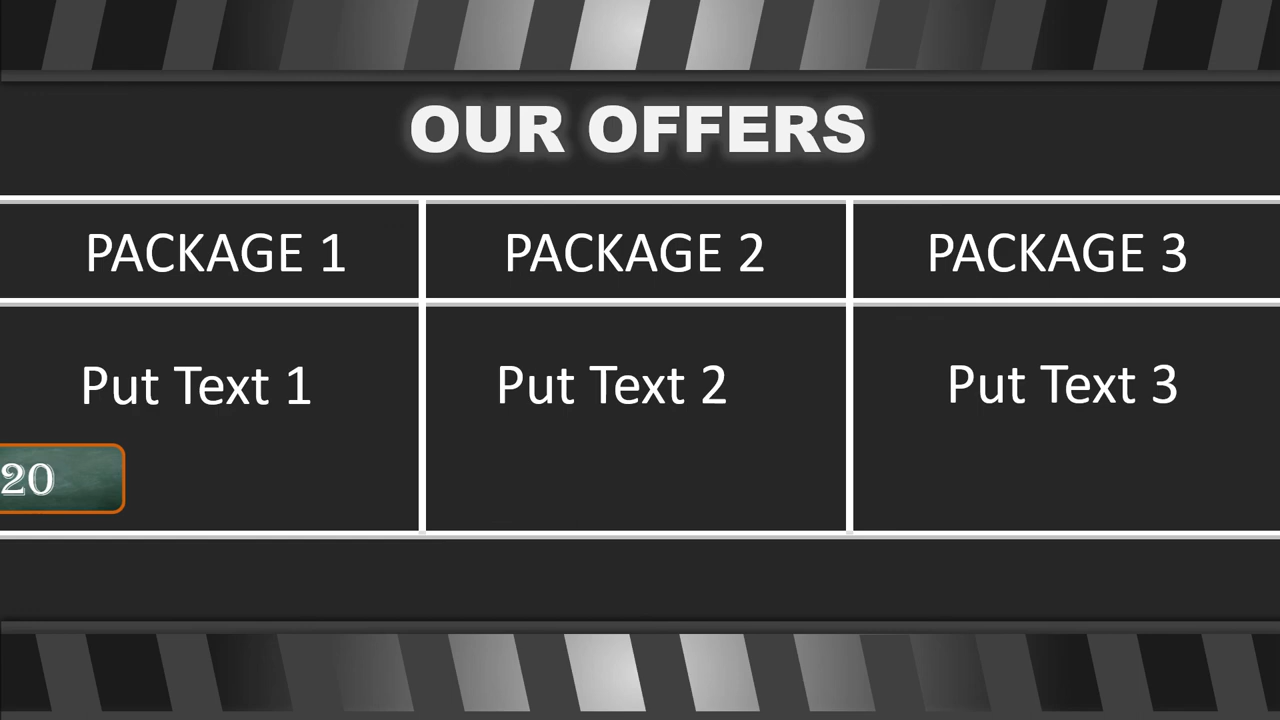 OUR OFFERS
PACKAGE 1 PACKAGE 2 PACKAGE 3
Put Text 1 Put Text 2 Put Text 3
20